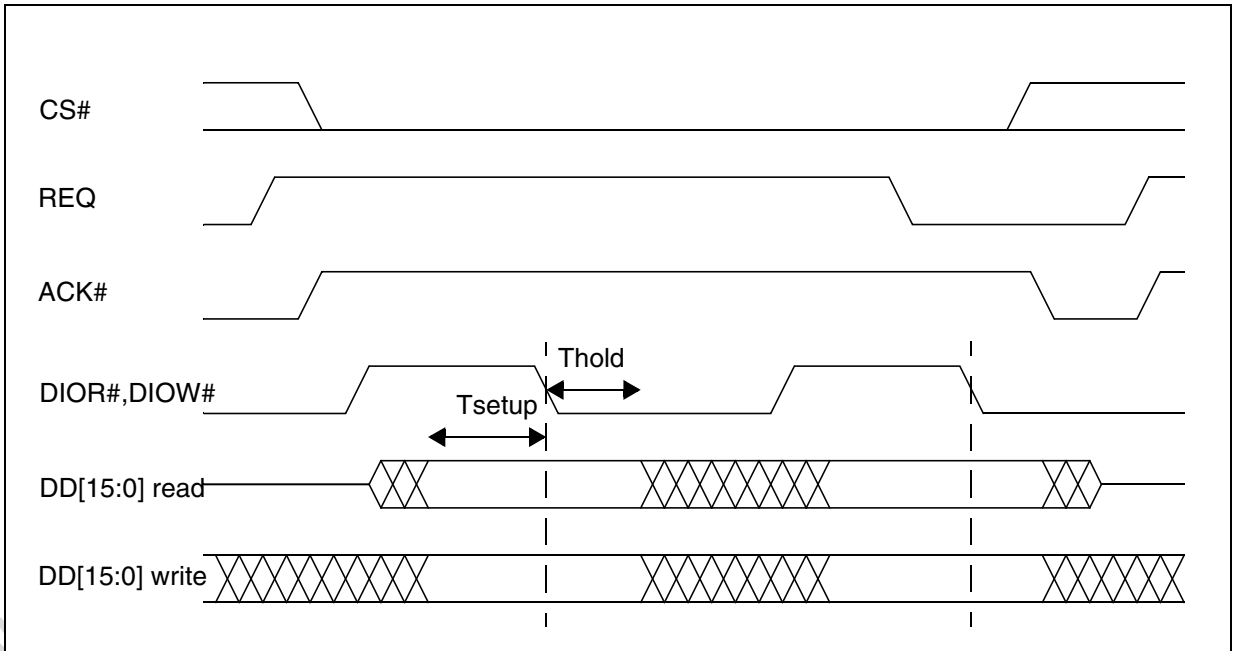 CS#
REQ
ACK#
Thold
DIOR#,DIOW#
Tsetup
DD[15:0] read
DD[15:0] write